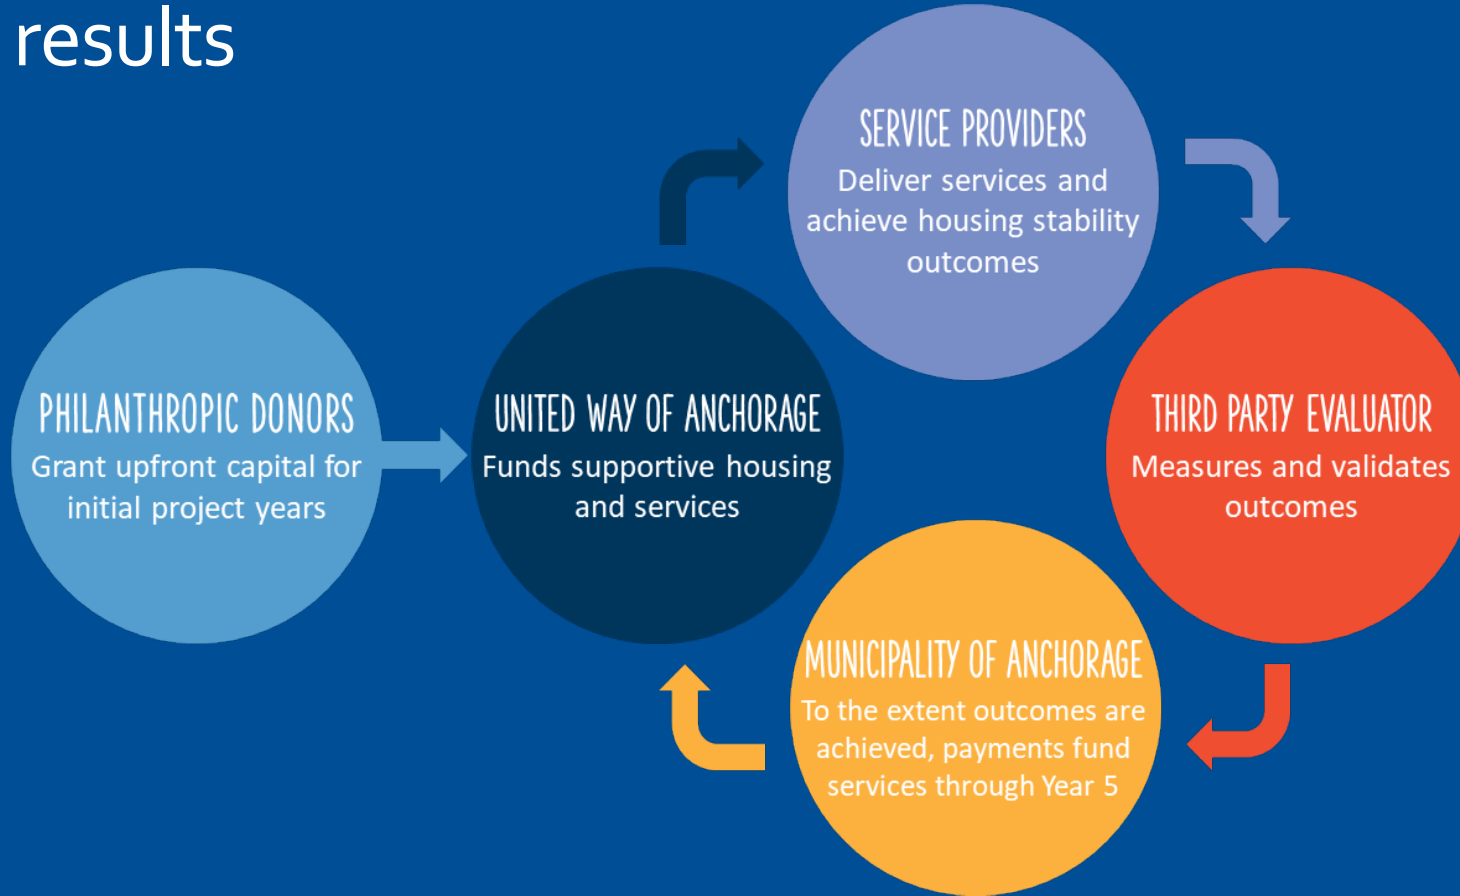 results
SERVICE PROVIDERS
Deliver services and
achieve housing stability
outcomes
PHILANTHROPIC DONORS
Grant upfront capital for
initial project years
UNITED WAY OF ANCHORAGE
Funds supportive housing
and services
THIRD PARTY EVALUATOR
Measures and validates
outcomes
MUNICIPALITY OF ANCHORAGE
To the extent outcomes are
achieved, payments fund
services through Year 5